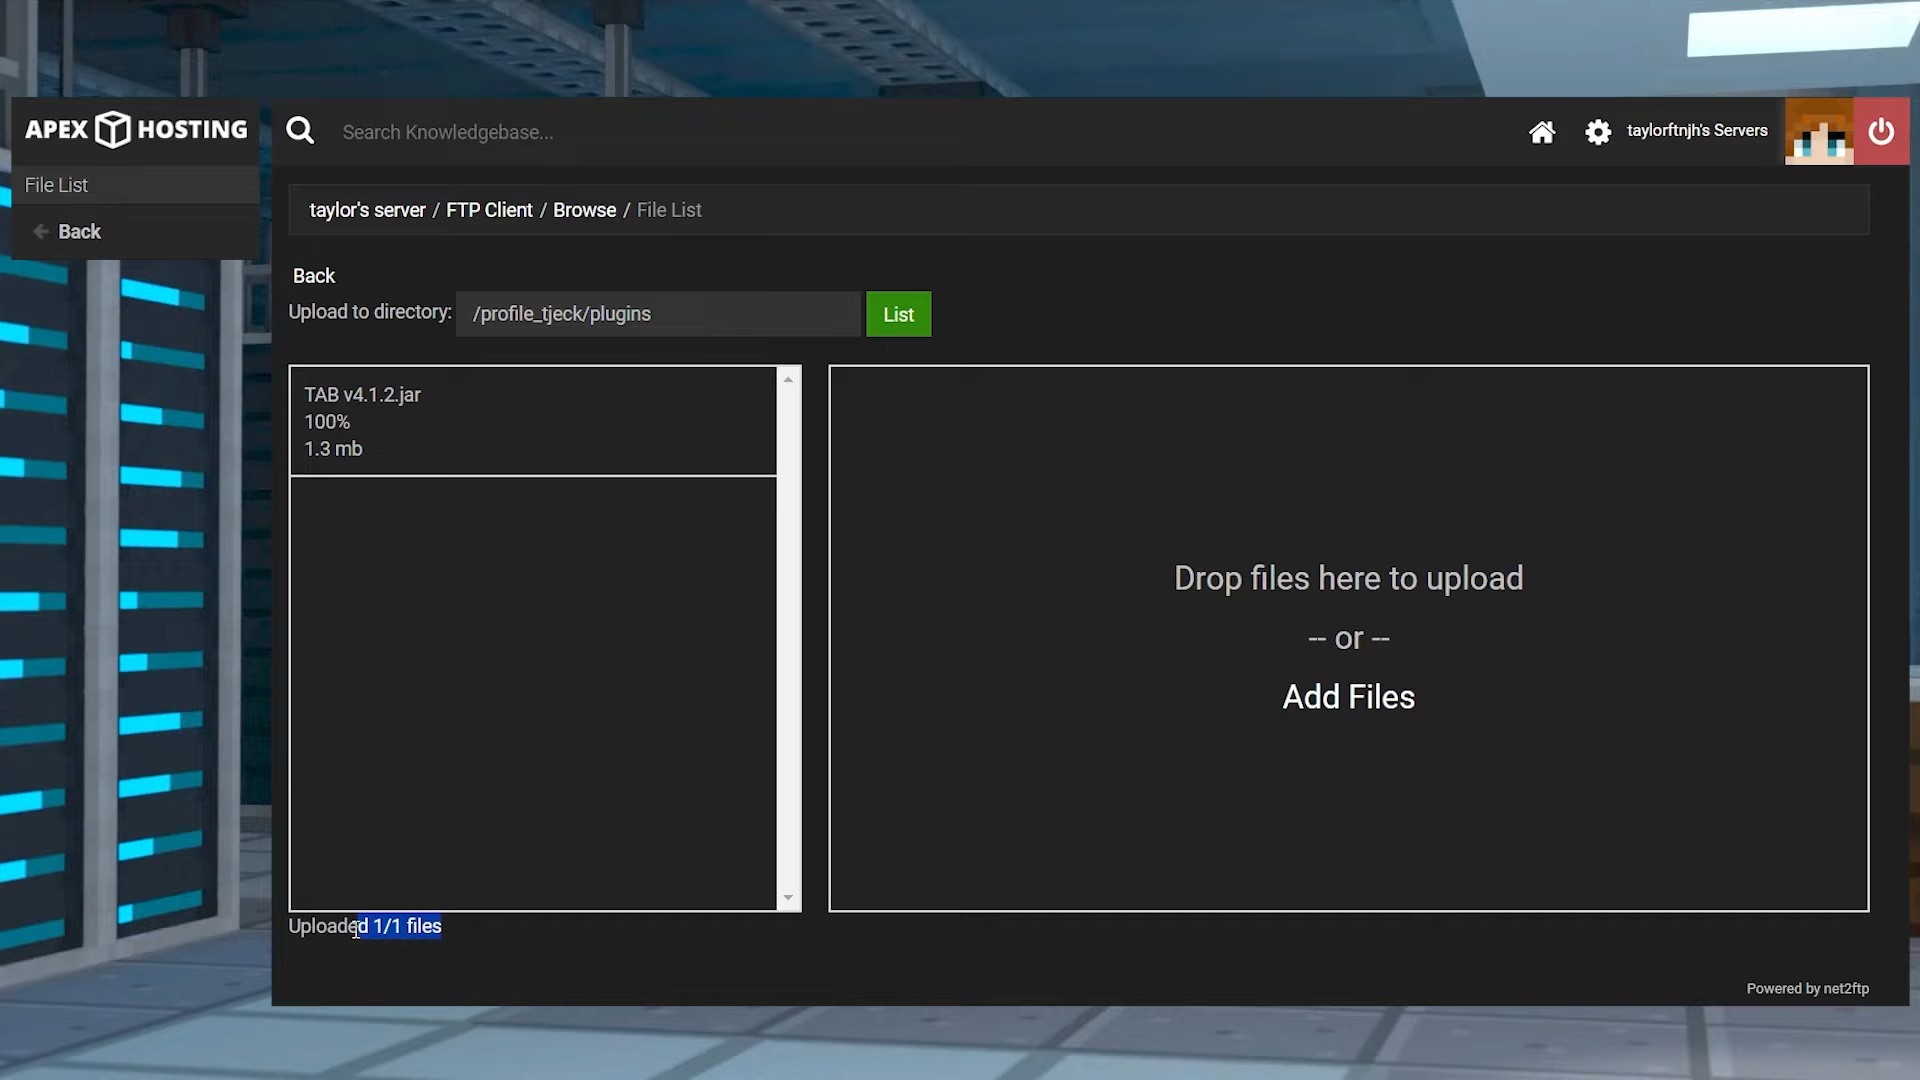 APEX HOSTING
Search Knowledgebase...
taylorftnjh's Servers
File List
Back
taylor's server / FTP Client / Browse / File List
Back
Upload to directory:
/profile_tjeck/plugins
List
TAB v4.1.2.jar
100%
1.3 mb
Drop files here to upload
-- or --
Add Files
Uploaded 1/1 files
Powered by net2ftp